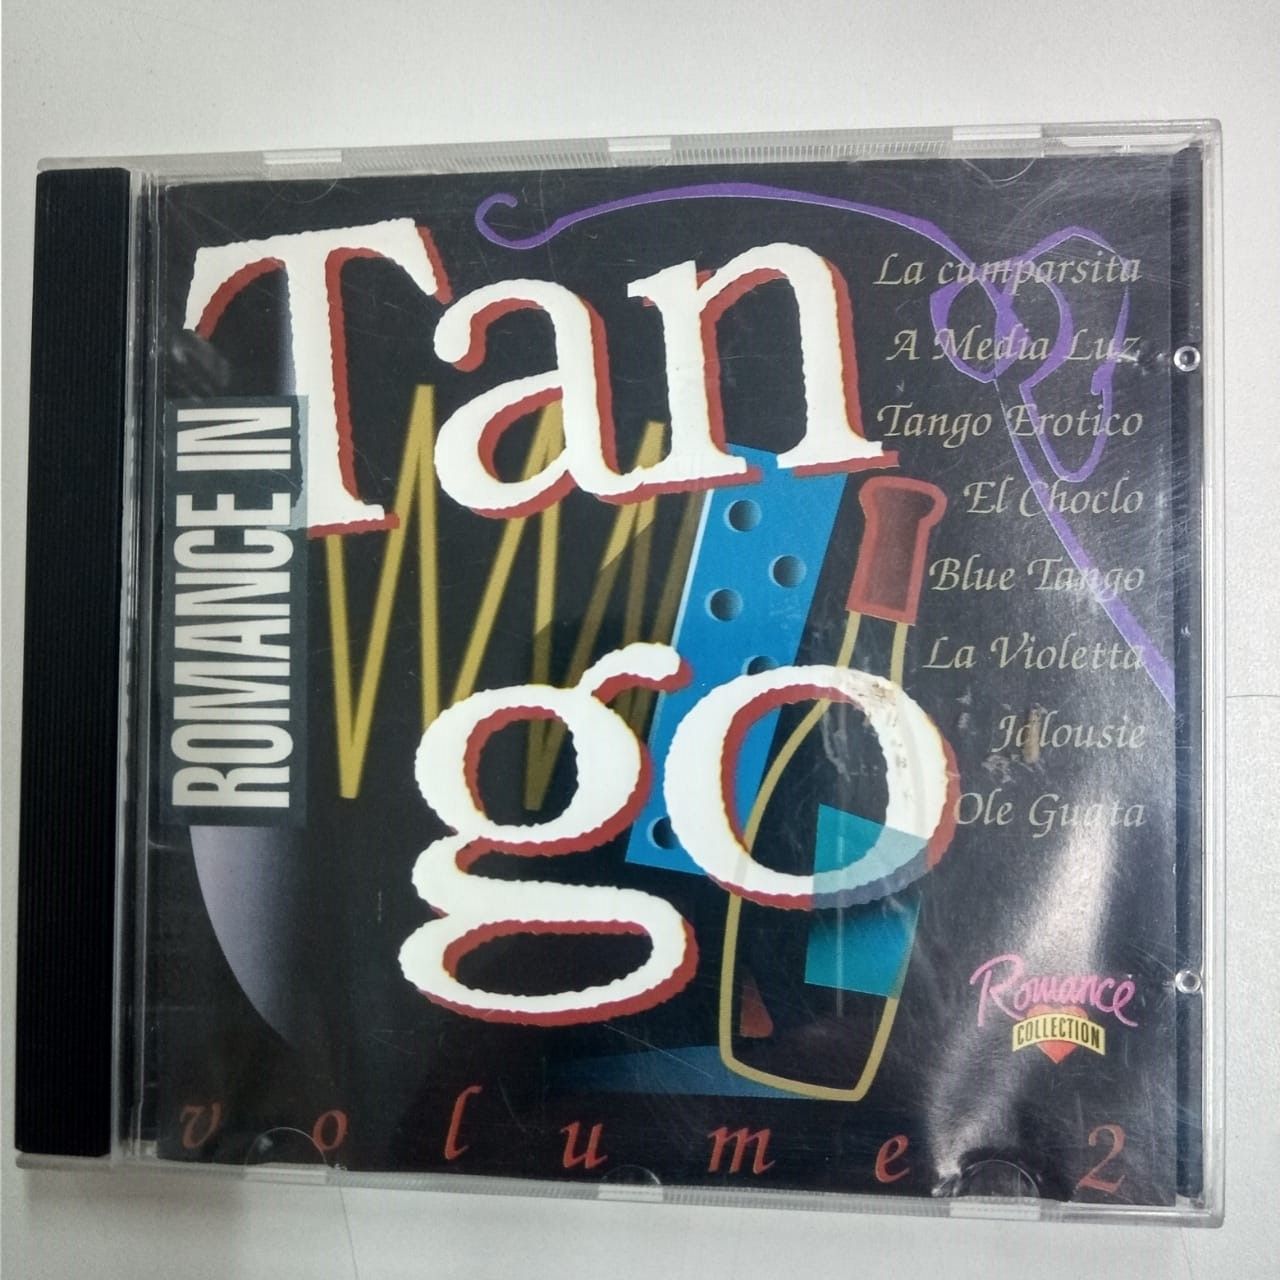 ROMANCE IN
Tan
go
La cumparsita
A Media Luz
Tango Erotico
El Choclo
Blue Tango
La Violetta
Jalousie
Ole Guapa
Romance
COLLECTION
volume 2